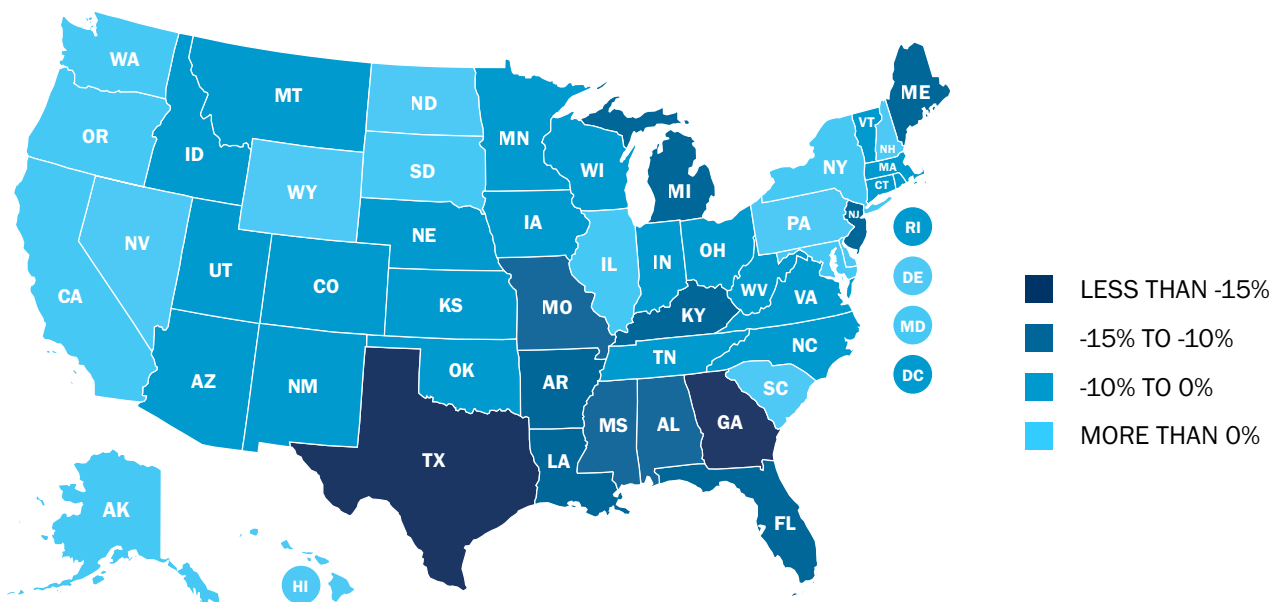 WA
MT
ND
ME
OR
ID
MN
VT
NH
WY
SD
WI
NY
MA
CT
MI
NV
NE
IA
PA
NJ
RI
CA
UT
CO
IL
IN
OH
DE
KS
MO
WV
VA
KY
MD
AZ
NM
OK
TN
NC
DC
AR
SC
MS
AL
GA
TX
LA
FL
AK
HI
LESS THAN -15%
-15% TO -10%
-10% TO 0%
MORE THAN 0%